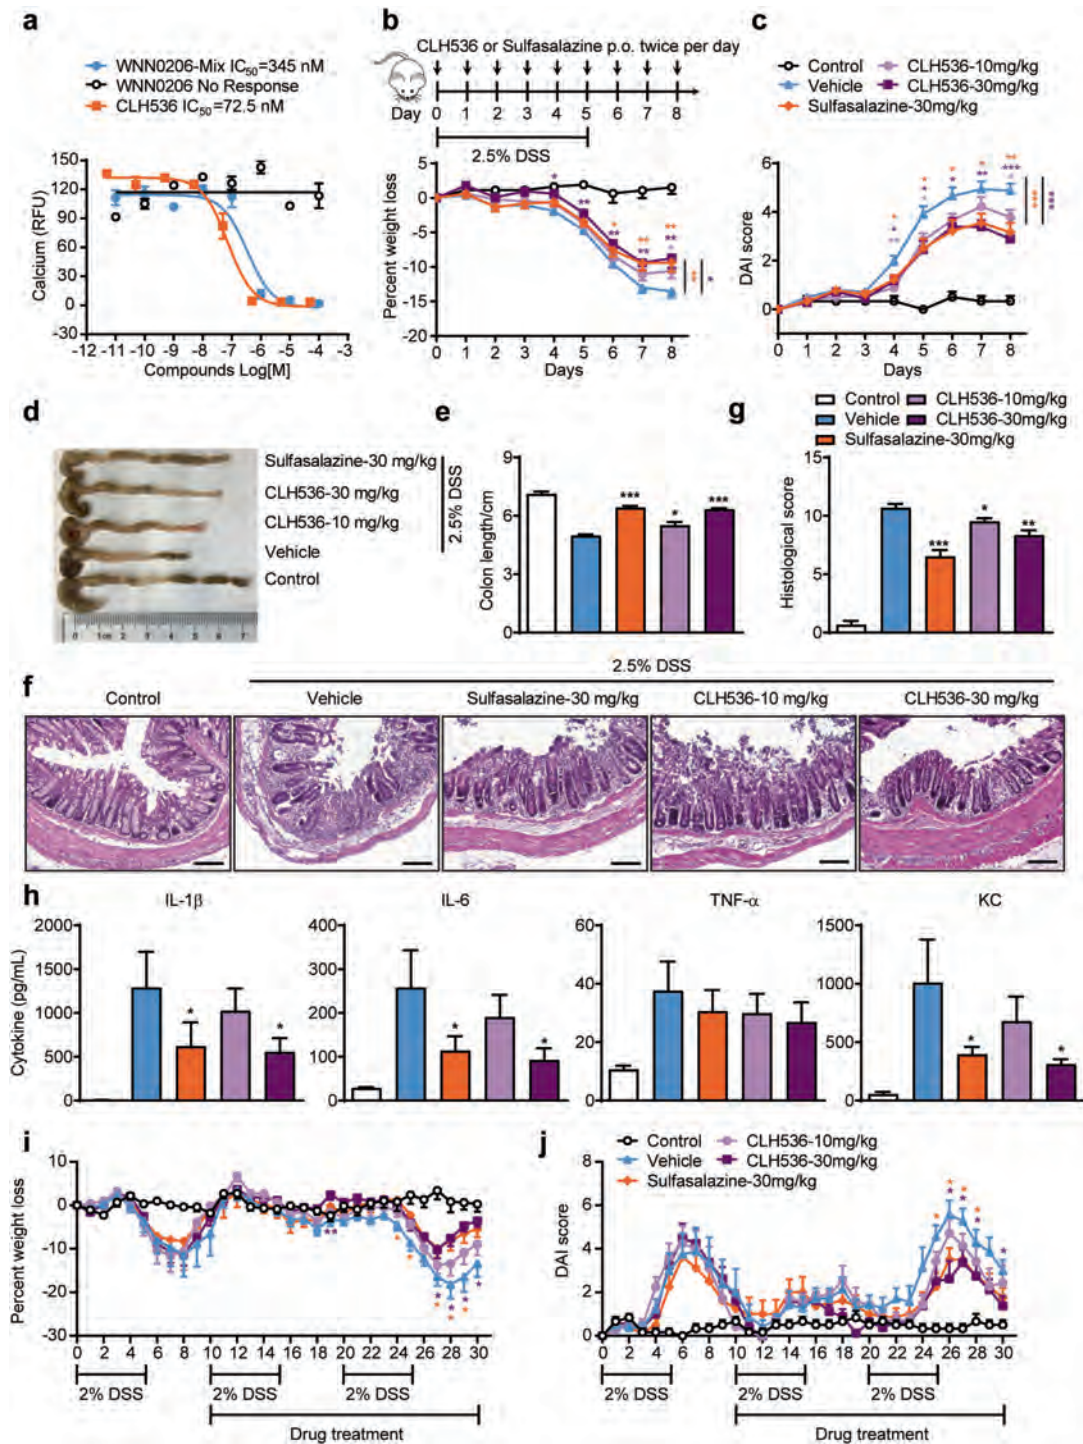 a
WNN0206-Mix IC50=345 nM
WNN0206 No Response
CLH536 IC50=72.5 nM
Calcium (RFU)
150
120
90
60
30
0
-30
-12 -11 -10 -9 -8 -7 -6 -5 -4 -3
Compounds Log[M]
b
CLH536 or Sulfasalazine p.o. twice per day
Day 0 1 2 3 4 5 6 7 8
2.5% DSS
Percent weight loss
5
0
-5
-10
-15
-20
0 1 2 3 4 5 6 7 8
Days
c
Control
Vehicle
Sulfasalazine-30mg/kg
CLH536-10mg/kg
CLH536-30mg/kg
DAI score
6
4
2
0
0 1 2 3 4 5 6 7 8
Days
d
Sulfasalazine-30 mg/kg
CLH536-30 mg/kg
CLH536-10 mg/kg
Vehicle
Control
2.5% DSS
0 1cm 2 3 4 5 6 7
e
Colon length/cm
9
6
3
0
*** * ***
g
Control
Vehicle
Sulfasalazine-30mg/kg
CLH536-10mg/kg
CLH536-30mg/kg
Histological score
15
10
5
0
*** * **
f
2.5% DSS
Control Vehicle Sulfasalazine-30 mg/kg CLH536-10 mg/kg CLH536-30 mg/kg
h
Cytokine (pg/mL)
IL-1β
2000
1500
1000
500
0
* *
IL-6
400
300
200
100
0
* *
TNF-α
60
40
20
0
KC
1500
1000
500
0
* *
i
Percent weight loss
10
0
-10
-20
-30
0 2 4 6 8 10 12 14 16 18 20 22 24 26 28 30
2% DSS 2% DSS 2% DSS
Drug treatment
j
Control
Vehicle
Sulfasalazine-30mg/kg
CLH536-10mg/kg
CLH536-30mg/kg
DAI score
8
6
4
2
0
0 2 4 6 8 10 12 14 16 18 20 22 24 26 28 30
2% DSS 2% DSS 2% DSS
Drug treatment